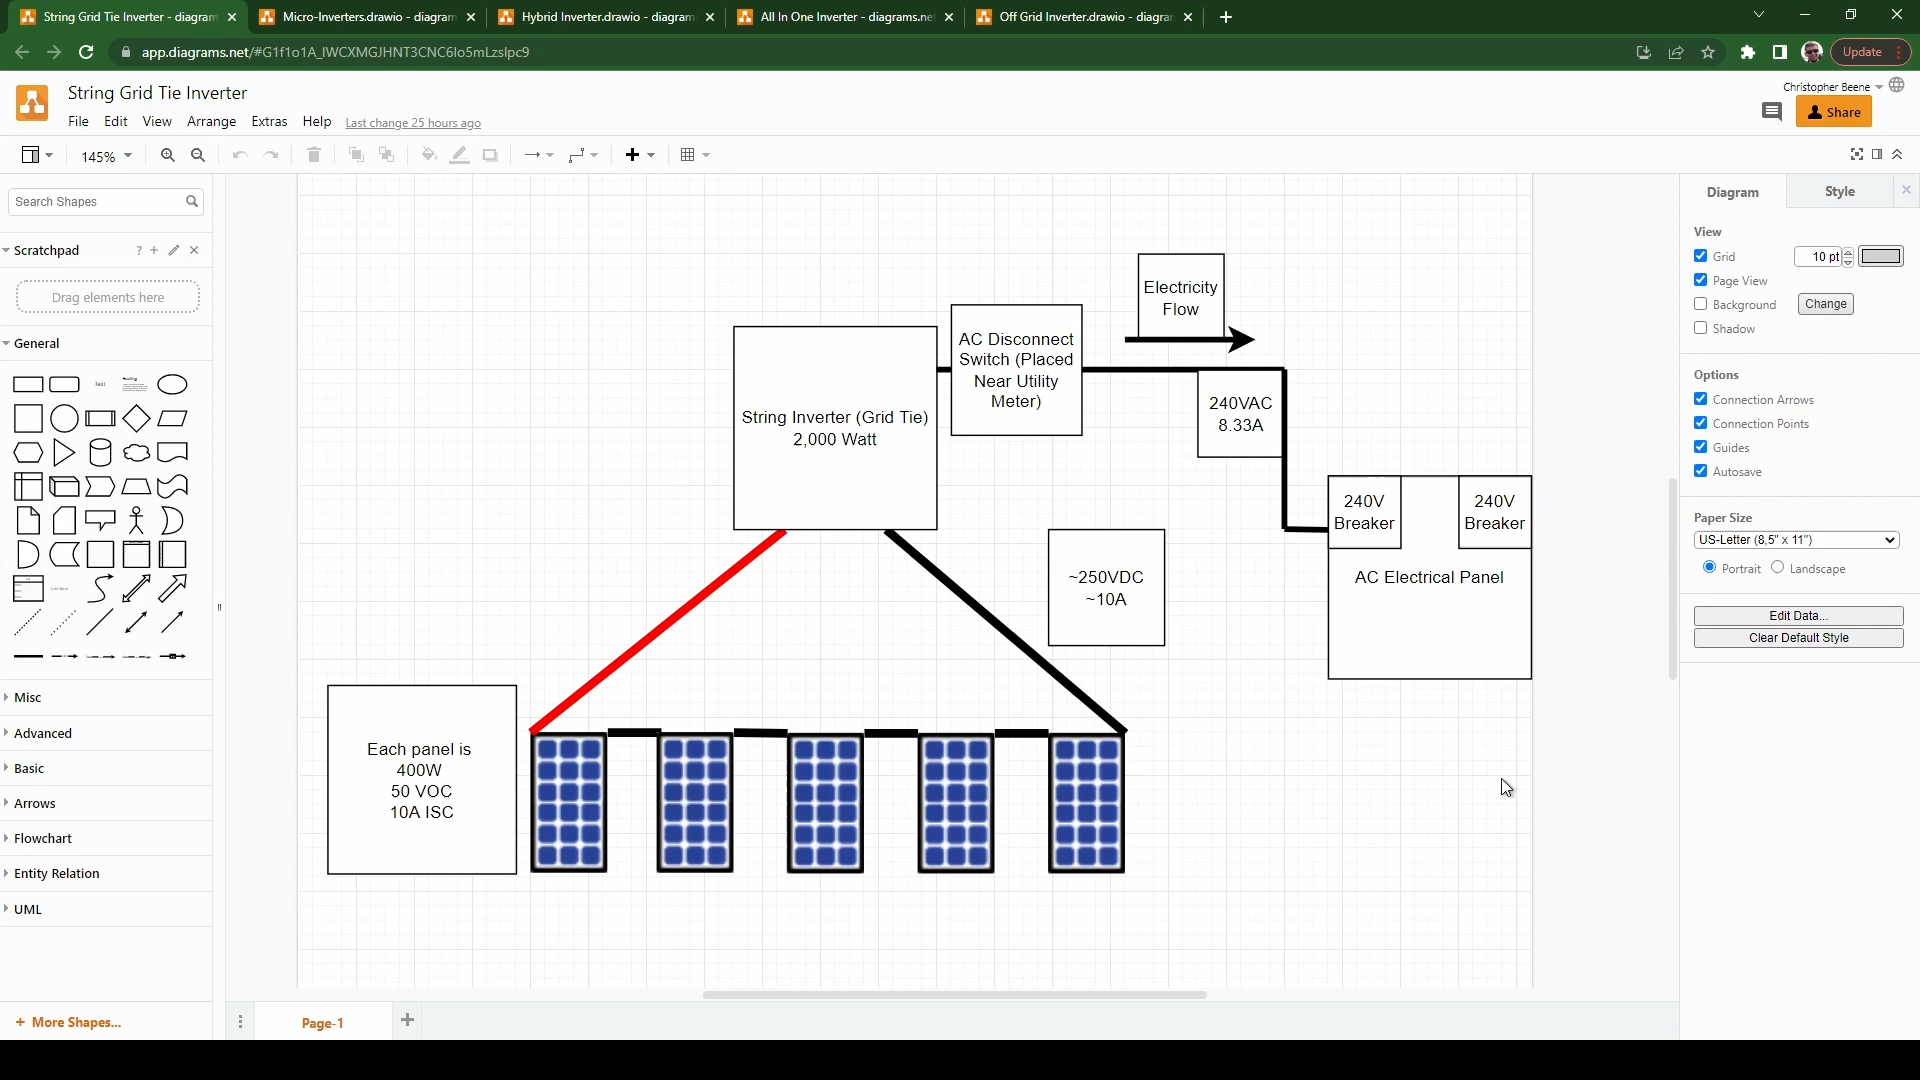 String Grid Tie Inverter - diagram
Micro-Inverters.drawio - diagram
Hybrid Inverter.drawio - diagram
All In One Inverter - diagrams.ne
Off Grid Inverter.drawio - diagra
Update
String Grid Tie Inverter
Christopher Beene
File Edit View Arrange Extras Help Last change 25 hours ago
Share
145%
Search Shapes
Scratchpad
?
Drag elements here
General
Text
Heading
Misc
Advanced
Basic
Arrows
Flowchart
Entity Relation
UML
+ More Shapes...
Electricity
Flow
AC Disconnect
Switch (Placed
Near Utility
Meter)
String Inverter (Grid Tie)
2,000 Watt
240VAC
8.33A
240V
Breaker
240V
Breaker
AC Electrical Panel
~250VDC
~10A
Each panel is
400W
50 VOC
10A ISC
Page-1
Diagram
Style
View
Grid
10 pt
Page View
Background
Change
Shadow
Options
Connection Arrows
Connection Points
Guides
Autosave
Paper Size
US-Letter (8,5" x 11")
Portrait
Landscape
Edit Data...
Clear Default Style